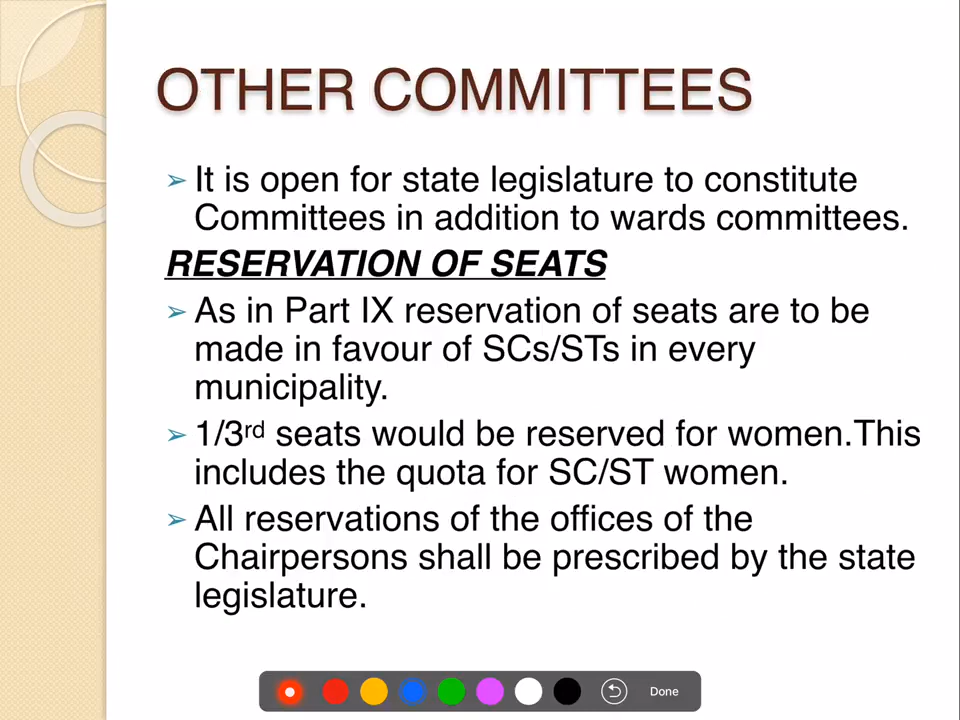 OTHER COMMITTEES
➢ It is open for state legislature to constitute
Committees in addition to wards committees.
RESERVATION OF SEATS
➢ As in Part IX reservation of seats are to be
made in favour of SCs/STs in every
municipality.
➢ 1/3rd seats would be reserved for women.This
includes the quota for SC/ST women.
➢ All reservations of the offices of the
Chairpersons shall be prescribed by the state
legislature.
Done